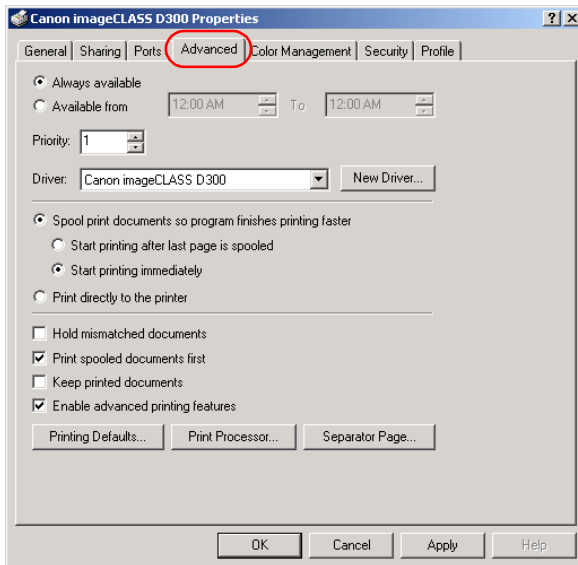 Canon imageCLASS D300 Properties
General Sharing Ports Advanced Color Management Security Profile
Always available
Available from 12:00 AM To 12:00 AM
Priority: 1
Driver: Canon imageCLASS D300 New Driver...
Spool print documents so program finishes printing faster
Start printing after last page is spooled
Start printing immediately
Print directly to the printer
Hold mismatched documents
Print spooled documents first
Keep printed documents
Enable advanced printing features
Printing Defaults... Print Processor... Separator Page...
OK Cancel Apply Help